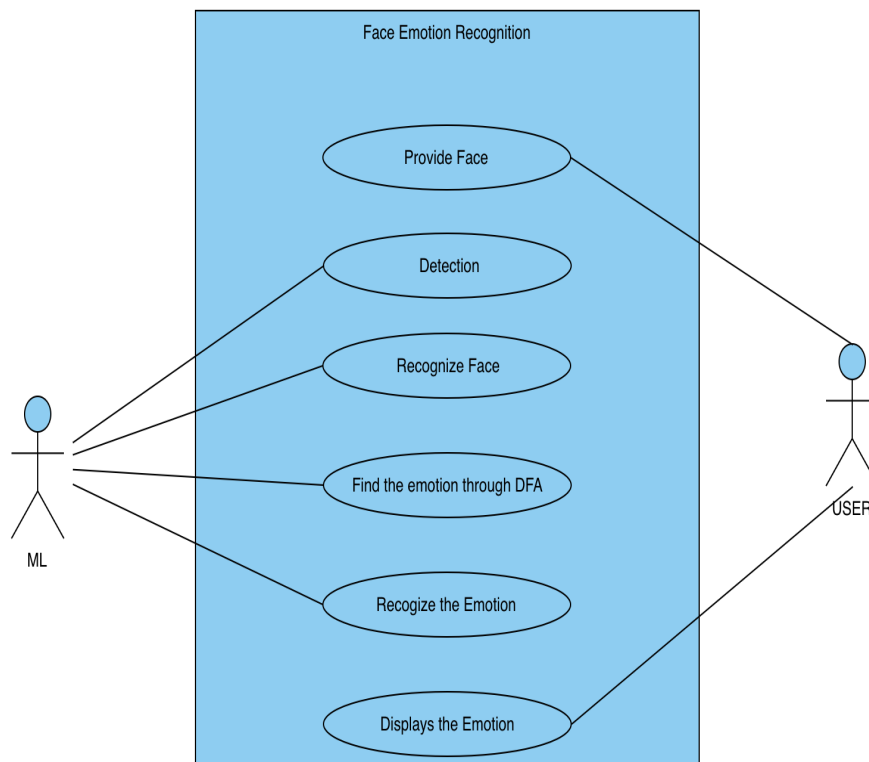 Face Emotion Recognition
Provide Face
Detection
Recognize Face
Find the emotion through DFA
Recogize the Emotion
Displays the Emotion
ML
USER